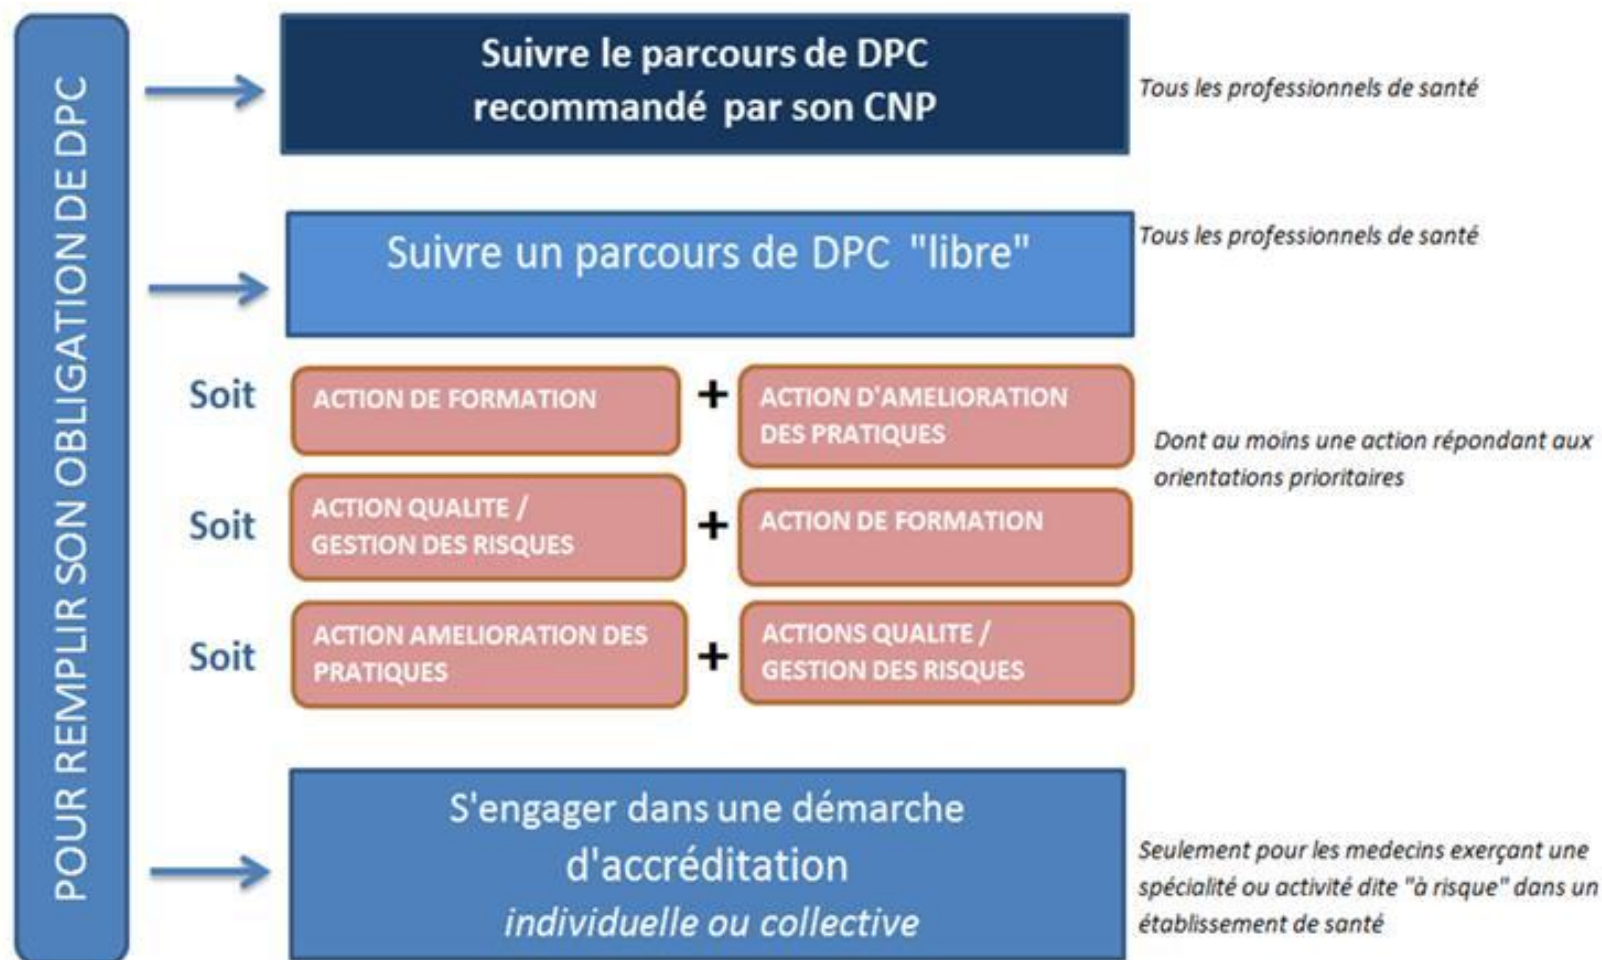 POUR REMPLIR SON OBLIGATION DE DPC
Suivre le parcours de DPC
recommandé par son CNP
Tous les professionnels de santé
Suivre un parcours de DPC "libre"
Tous les professionnels de santé
Soit
ACTION DE FORMATION
+
ACTION D'AMELIORATION
DES PRATIQUES
Dont au moins une action répondant aux
orientations prioritaires
Soit
ACTION QUALITE /
GESTION DES RISQUES
+
ACTION DE FORMATION
Soit
ACTION AMELIORATION DES
PRATIQUES
+
ACTIONS QUALITE /
GESTION DES RISQUES
S'engager dans une démarche
d'accréditation
individuelle ou collective
Seulement pour les medecins exerçant une
spécialité ou activité dite "à risque" dans un
établissement de santé